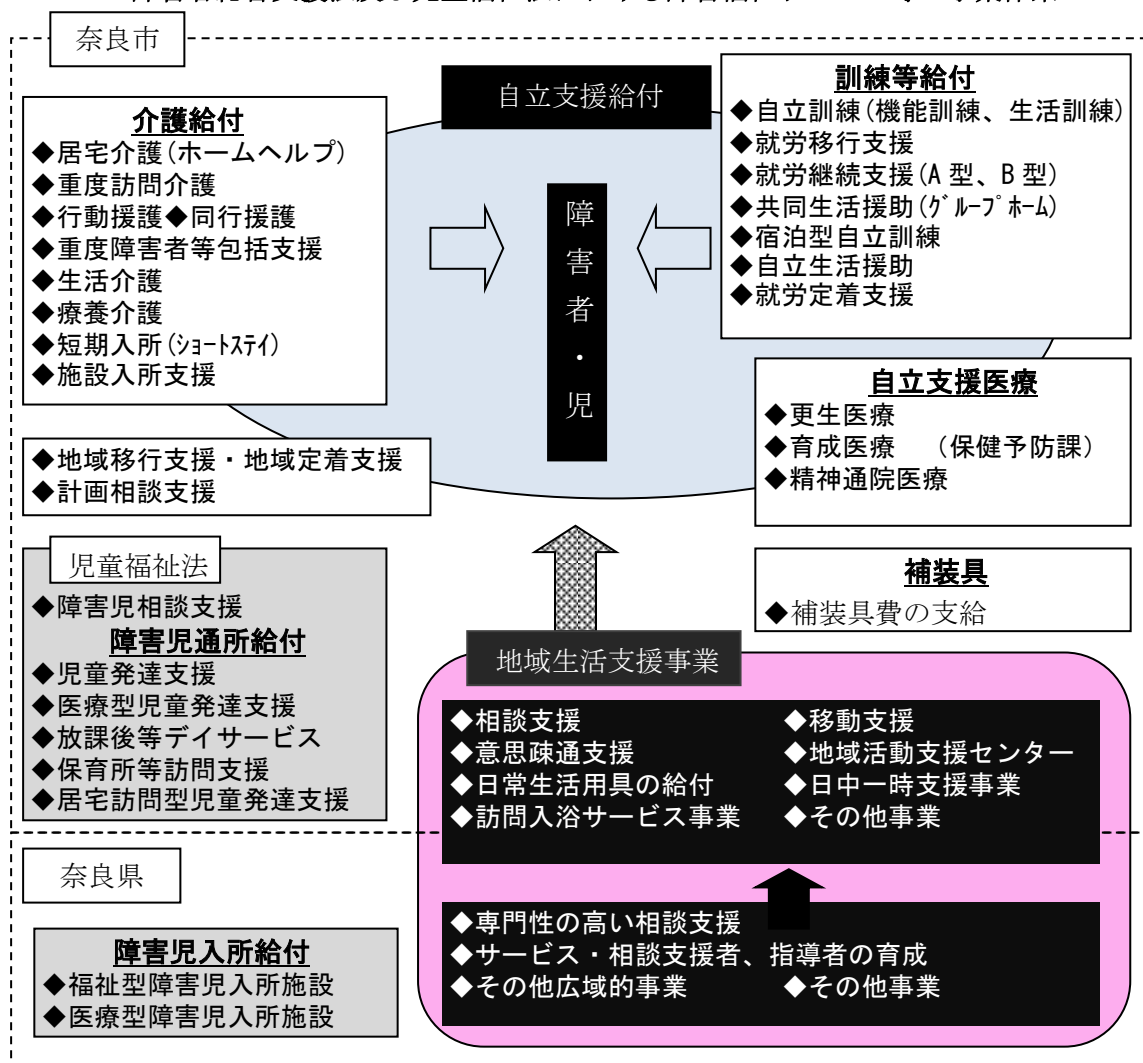 奈良市
自立支援給付
介護給付
◆居宅介護(ホームヘルプ)
◆重度訪問介護
◆行動援護◆同行援護
◆重度障害者等包括支援
◆生活介護
◆療養介護
◆短期入所(ｼｮｰﾄｽﾃｲ)
◆施設入所支援
◆地域移行支援・地域定着支援
◆計画相談支援
障害者・児
訓練等給付
◆自立訓練(機能訓練、生活訓練)
◆就労移行支援
◆就労継続支援(A型、B型)
◆共同生活援助(ｸﾞﾙｰﾌﾟﾎｰﾑ)
◆宿泊型自立訓練
◆自立生活援助
◆就労定着支援
自立支援医療
◆更生医療
◆育成医療　(保健予防課)
◆精神通院医療
補装具
◆補装具費の支給
児童福祉法
◆障害児相談支援
障害児通所給付
◆児童発達支援
◆医療型児童発達支援
◆放課後等デイサービス
◆保育所等訪問支援
◆居宅訪問型児童発達支援
地域生活支援事業
◆相談支援　◆移動支援
◆意思疎通支援　◆地域活動支援センター
◆日常生活用具の給付　◆日中一時支援事業
◆訪問入浴サービス事業　◆その他事業
奈良県
障害児入所給付
◆福祉型障害児入所施設
◆医療型障害児入所施設
◆専門性の高い相談支援
◆サービス・相談支援者、指導者の育成
◆その他広域的事業　◆その他事業